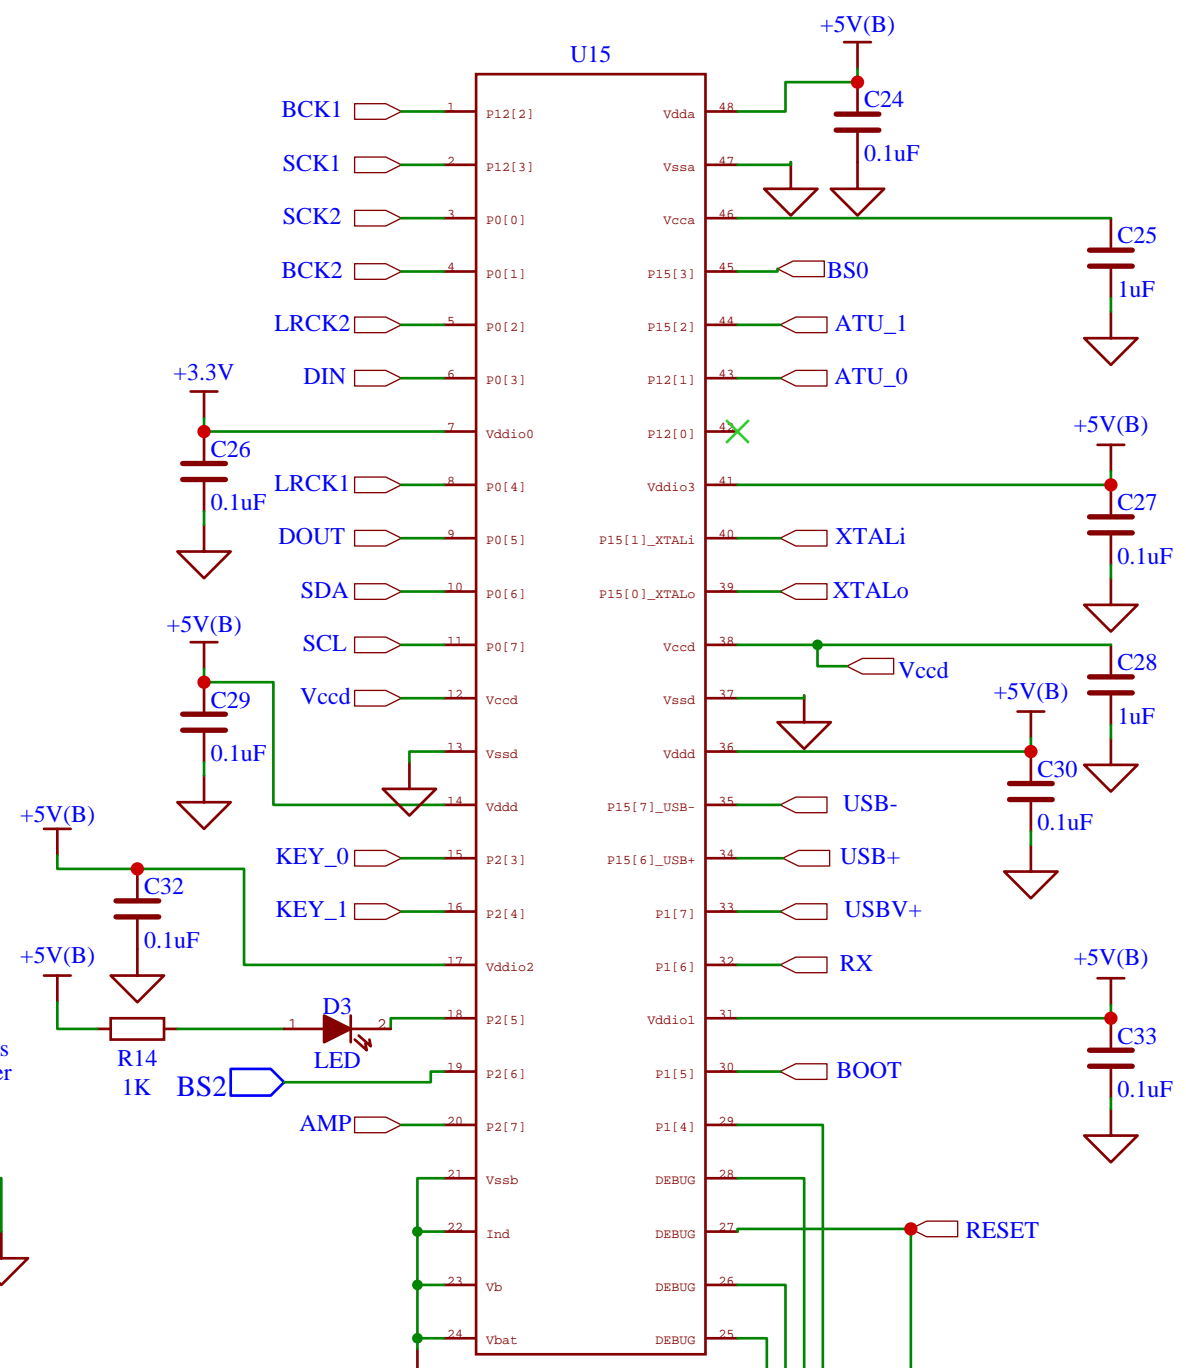 +5V(B)
U15
C24
0.1uF
BCK1 1 P12[2]
Vdda 48
SCK1 2 P12[3]
Vssa 47
SCK2 3 P0[0]
Vcca 46
C25
1uF
BCK2 4 P0[1]
P15[3] 45 BS0
LRCK2 5 P0[2]
P15[2] 44 ATU_1
+3.3V
DIN 6 P0[3]
P12[1] 43 ATU_0
7 Vddio0
P12[0] 42
+5V(B)
C26
0.1uF
LRCK1 8 P0[4]
Vddio3 41
C27
0.1uF
DOUT 9 P0[5]
P15[1]_XTALi 40 XTALi
SDA 10 P0[6]
P15[0]_XTALo 39 XTALo
+5V(B)
SCL 11 P0[7]
Vccd 38
Vccd
C28
1uF
C29
0.1uF
Vccd 12 Vccd
Vssd 37
+5V(B)
13 Vssd
Vddd 36
C30
0.1uF
14 Vddd
P15[7]_USB- 35 USB-
+5V(B)
KEY_0 15 P2[3]
P15[6]_USB+ 34 USB+
C32
0.1uF
KEY_1 16 P2[4]
P1[7] 33 USBV+
+5V(B)
17 Vddio2
P1[6] 32 RX
+5V(B)
D3
1 2
LED
18 P2[5]
Vddio1 31
C33
0.1uF
s
er
R14
1K
BS2 19 P2[6]
P1[5] 30 BOOT
AMP 20 P2[7]
P1[4] 29
21 Vssb
DEBUG 28
22 Ind
DEBUG 27 RESET
23 Vb
DEBUG 26
24 Vbat
DEBUG 25